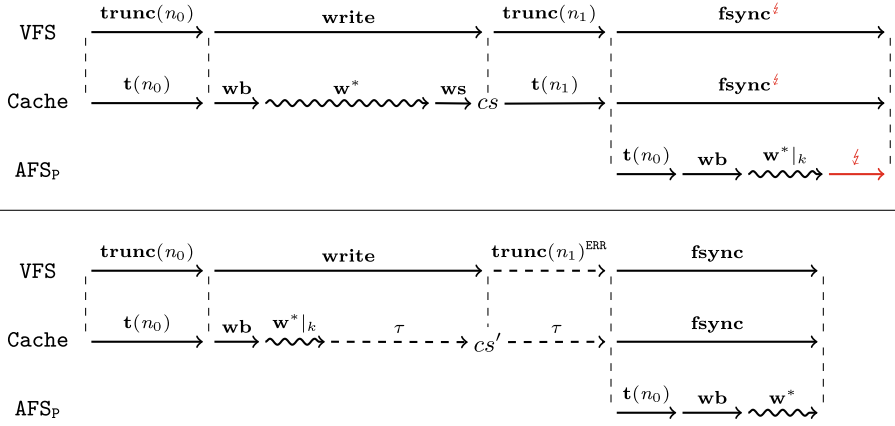 trunc(n₀) write trunc(n₁) fsync↯
VFS
t(n₀) wb w* ws t(n₁) fsync↯
Cache cs
t(n₀) wb w*|ₖ ↯
AFSₚ
trunc(n₀) write trunc(n₁)ᴱᴿᴿ fsync
VFS
t(n₀) wb w*|ₖ τ τ fsync
Cache cs′
t(n₀) wb w*
AFSₚ